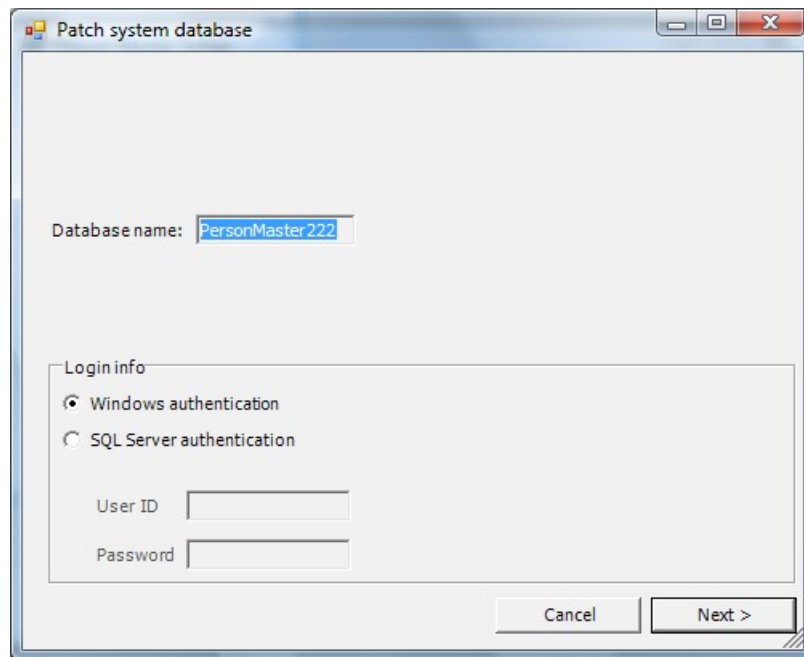 Patch system database
Database name: PersonMaster222
Login info
Windows authentication
SQL Server authentication
User ID
Password
Cancel Next >